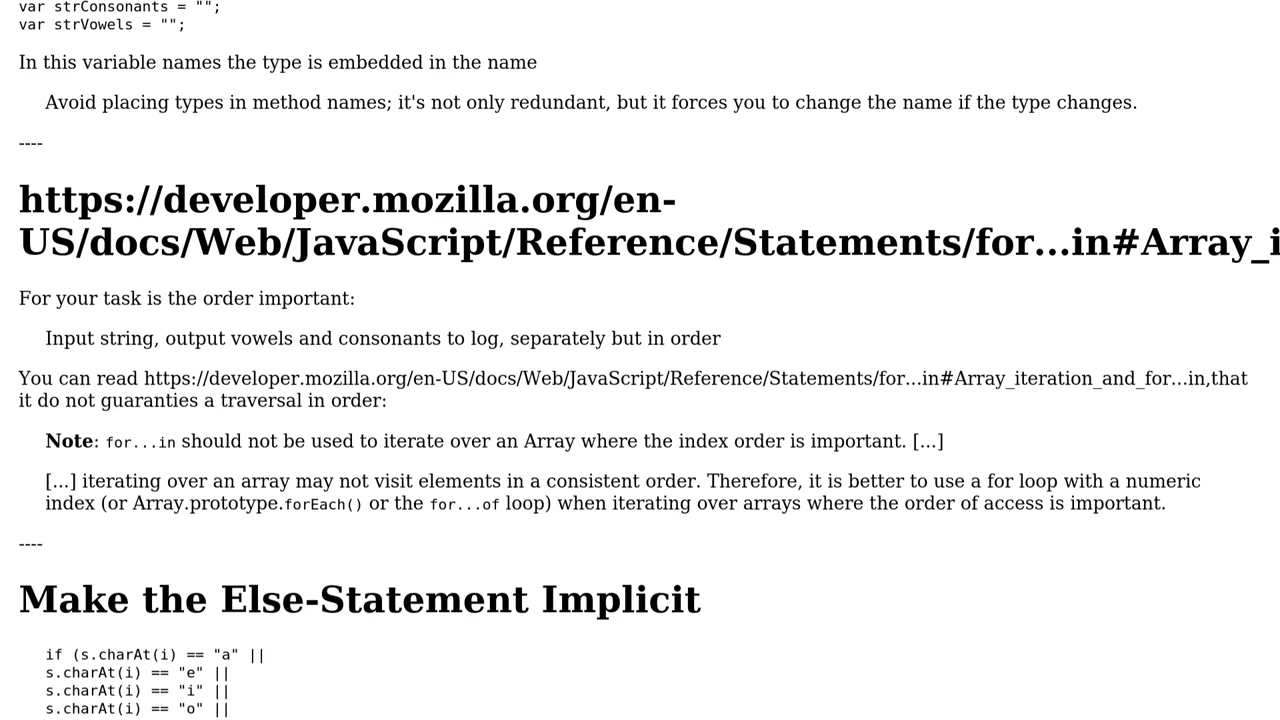 var strConsonants = "";
var strVowels = "";
In this variable names the type is embedded in the name
Avoid placing types in method names; it's not only redundant, but it forces you to change the name if the type changes.
----
https://developer.mozilla.org/en-
US/docs/Web/JavaScript/Reference/Statements/for...in#Array_i
For your task is the order important:
Input string, output vowels and consonants to log, separately but in order
You can read https://developer.mozilla.org/en-US/docs/Web/JavaScript/Reference/Statements/for...in#Array_iteration_and_for...in,that
it do not guaranties a traversal in order:
Note: for...in should not be used to iterate over an Array where the index order is important. [...]
[...] iterating over an array may not visit elements in a consistent order. Therefore, it is better to use a for loop with a numeric
index (or Array.prototype.forEach() or the for...of loop) when iterating over arrays where the order of access is important.
----
Make the Else-Statement Implicit
if (s.charAt(i) == "a" ||
s.charAt(i) == "e" ||
s.charAt(i) == "i" ||
s.charAt(i) == "o" ||